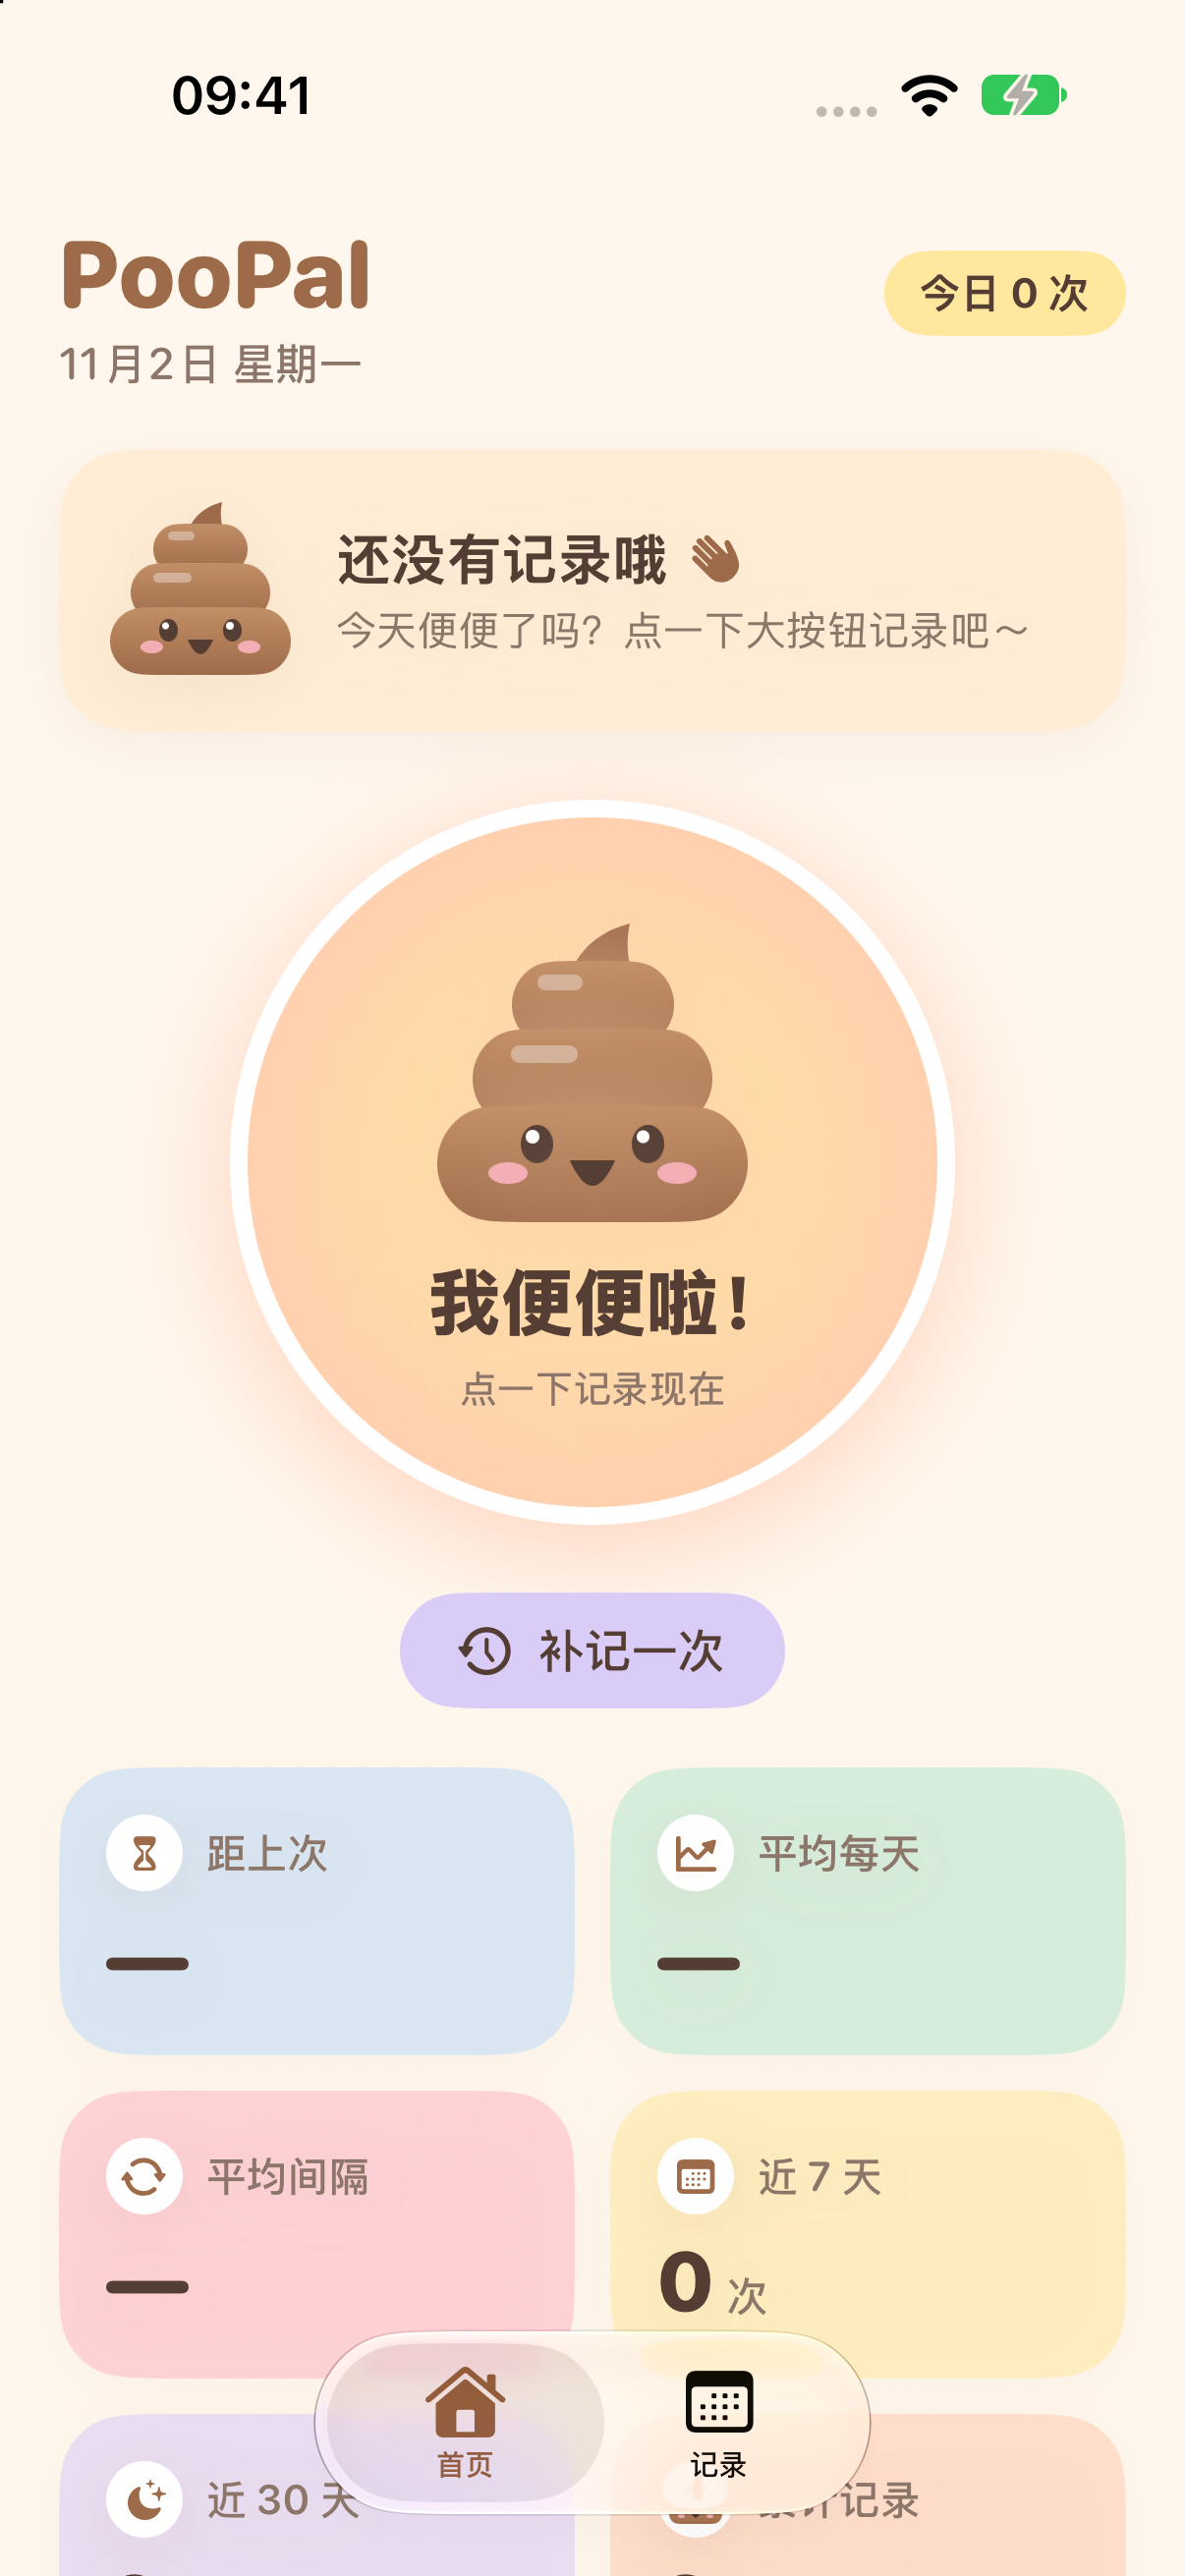 09:41
PooPal
今日 0 次
11月2日 星期一
还没有记录哦
今天便便了吗？点一下大按钮记录吧～
我便便啦！
点一下记录现在
补记一次
距上次
平均每天
—
—
平均间隔
近 7 天
—
0 次
首页
记录
近 30 天
累计记录